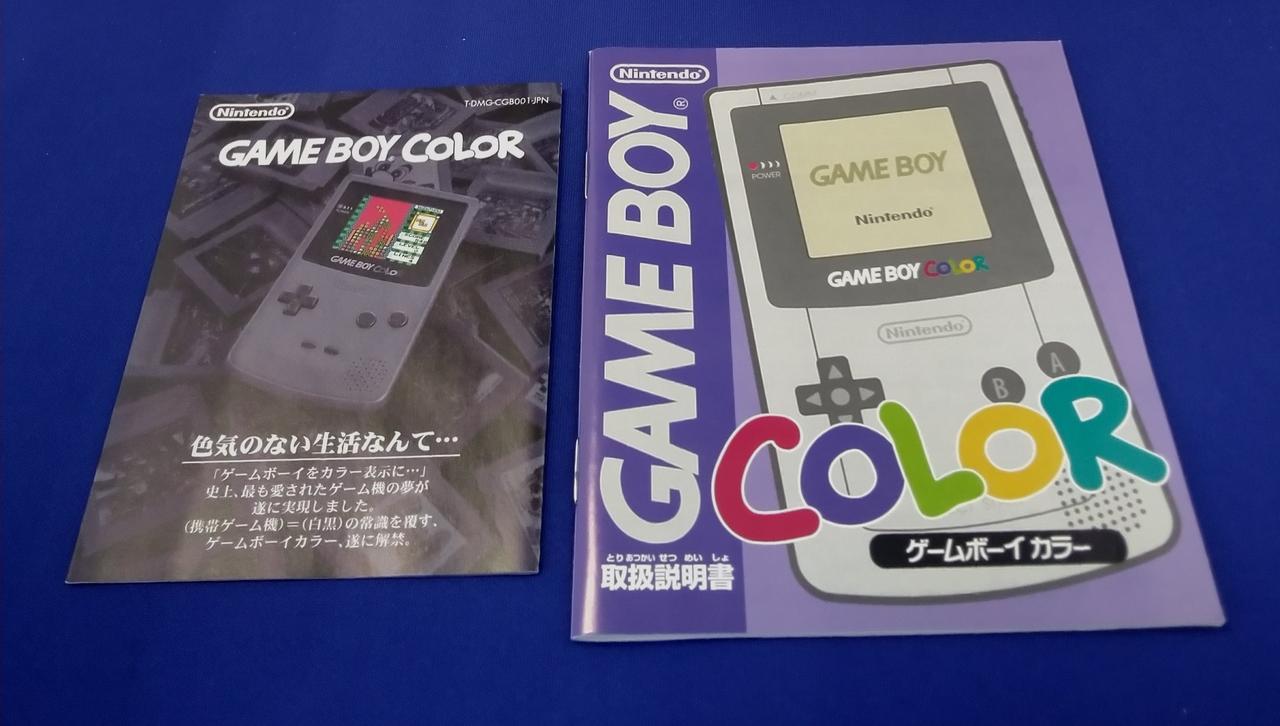 Nintendo
T-DMG-CGB001-JPN
GAME BOY COLOR
GAME BOY COLO
色気のない生活なんて…
「ゲームボーイをカラー表示に…」
史上、最も愛されたゲーム機の夢が
遂に実現しました。
(携帯ゲーム機)=(白黒)の常識を覆す、
ゲームボーイカラー、遂に解禁。
Nintendo
GAME BOY®
▲ COMM.
POWER
GAME BOY
Nintendo®
GAME BOY COLOR
Nintendo
B
A
COLOR
ゲームボーイ カラー
とりあつかい せつ めい しょ
取扱説明書